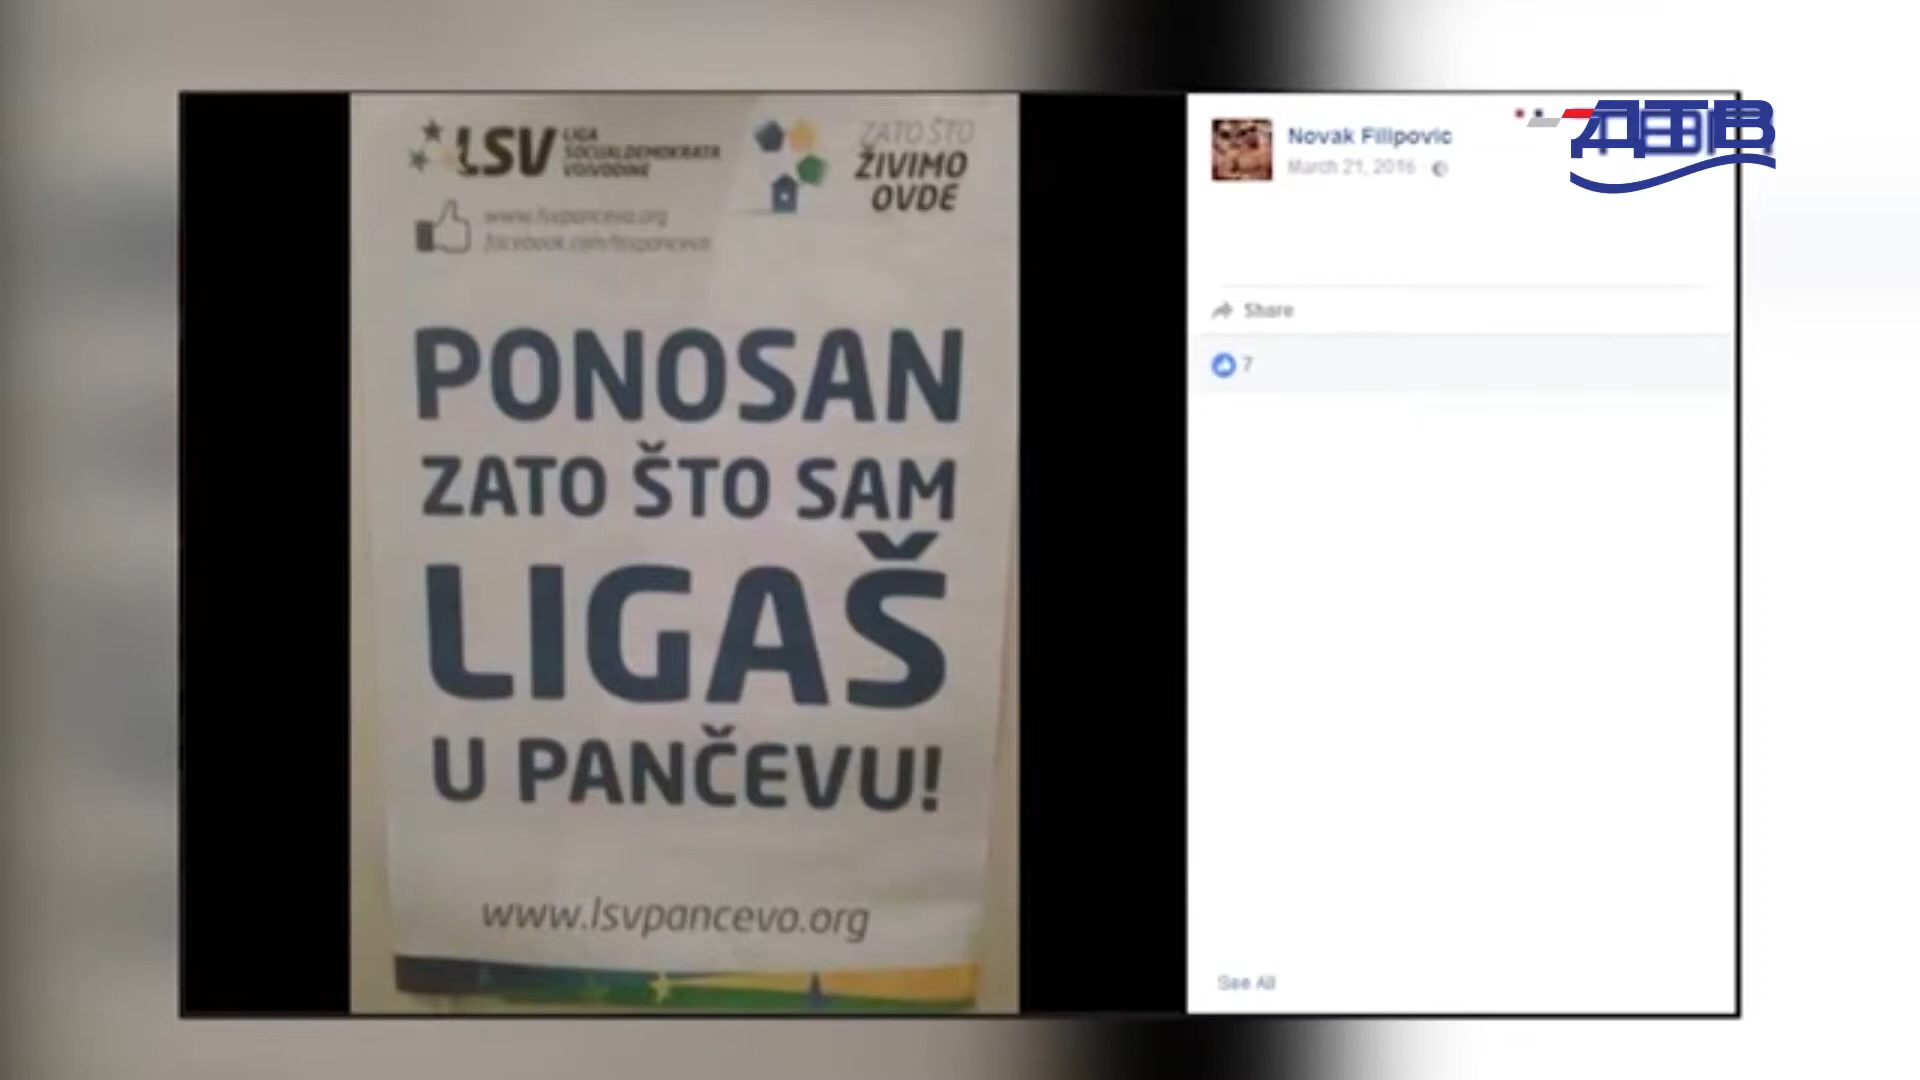 LSV
LIGA
SOCIJALDEMOKRATA
VOJVODINE
ZATO ŠTO
ŽIVIMO
OVDE
www.lsvpancevo.org
facebook.com/lsvpancevo
PONOSAN
ZATO ŠTO SAM
LIGAŠ
U PANČEVU!
www.lsvpancevo.org
Novak Filipovic
March 21, 2016
Share
7
See All
ДТВ